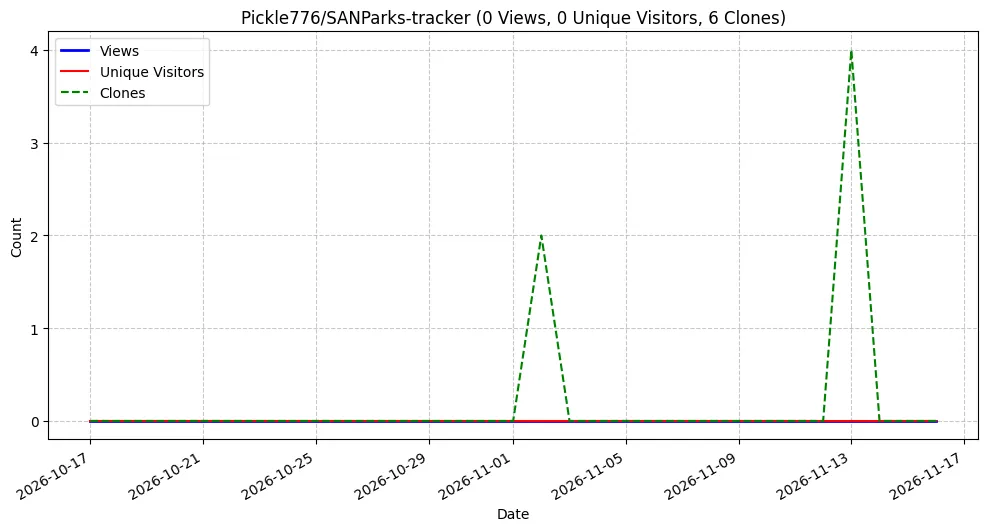 Pickle776/SANParks-tracker (0 Views, 0 Unique Visitors, 6 Clones)
Views
Unique Visitors
Clones
Count
4
3
2
1
0
2026-10-17
2026-10-21
2026-10-25
2026-10-29
2026-11-01
2026-11-05
2026-11-09
2026-11-13
2026-11-17
Date